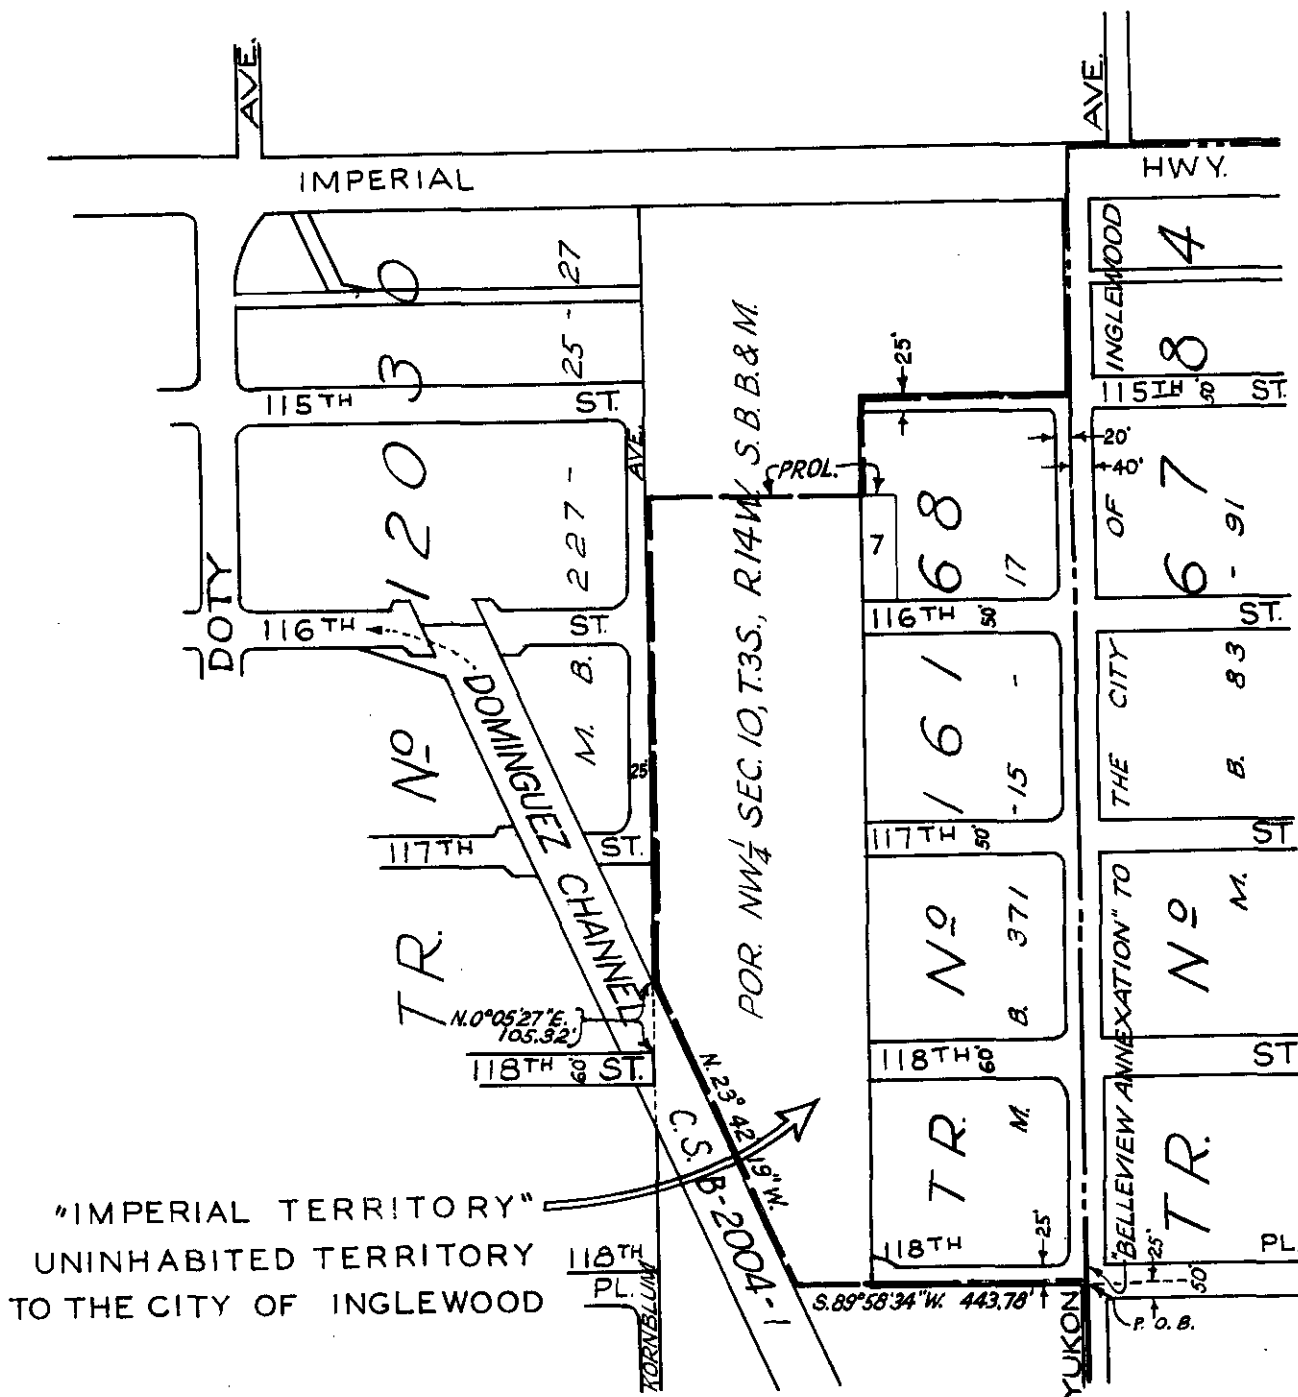 AVE.
AVE.
IMPERIAL
HWY.
INGLEWOOD
4
8
0
3
27
25 -
115TH
ST.
115TH 50'
ST.
25'
AVE.
20'
40'
PROL.
POR. NW 1/4 SEC. 10, T.3S., R.14W. S.B.B.& M.
120
227 -
7
68
17
OF
67
- 91
DOTY
116TH
ST.
116TH 50'
ST.
DOMINGUEZ CHANNEL
No
M. B.
25'
161
-15 -
THE CITY
B. 83
117TH
ST.
117TH 50'
ST
TR.
No
B. 371
No
M.
N.0°05'27"E.
105.32'
118TH 60' ST.
118TH 60'
ST
N. 23° 42' 19" W.
C.S. B-2004-1
TR.
M.
TR.
"BELLEVIEW ANNEXATION" TO
"IMPERIAL TERRITORY"
UNINHABITED TERRITORY
TO THE CITY OF INGLEWOOD
118TH
PL.
118TH
25'
25'
PL.
50'
S.89°58'34"W. 443.78'
P.O.B.
KORNBLUM
YUKON